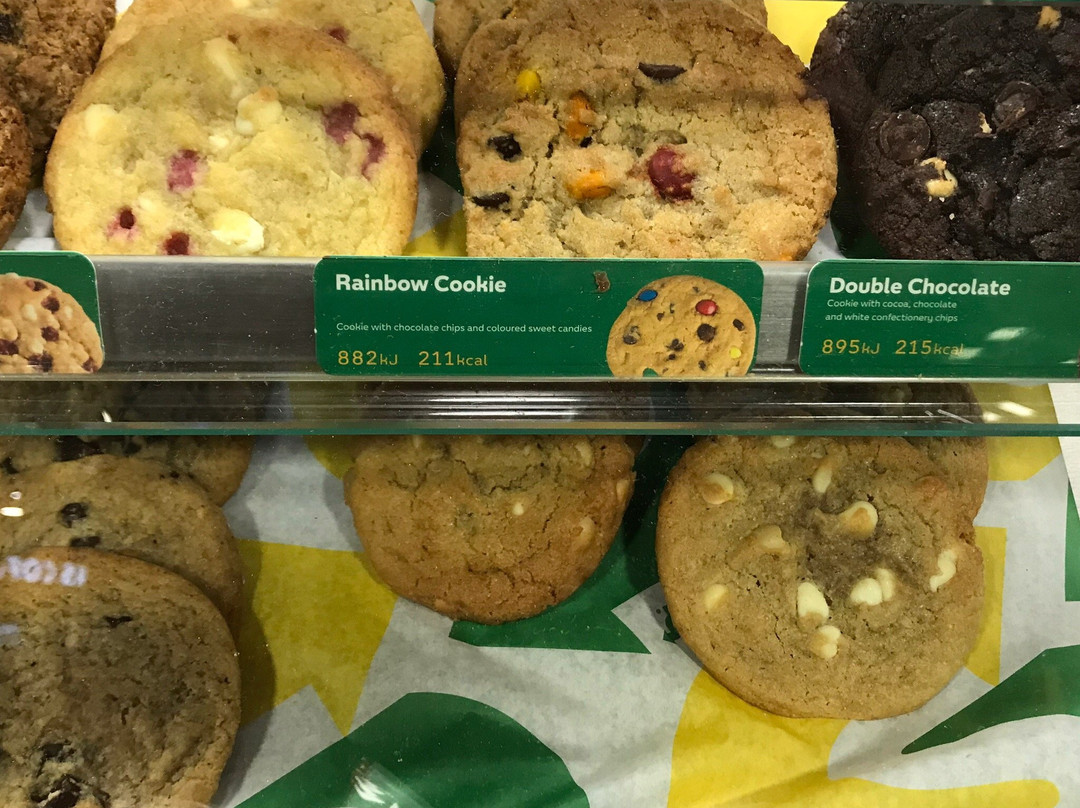 Rainbow Cookie
Cookie with chocolate chips and coloured sweet candies
882kJ 211kcal
Double Chocolate
Cookie with cocoa, chocolate
and white confectionery chips
895kJ 215kcal